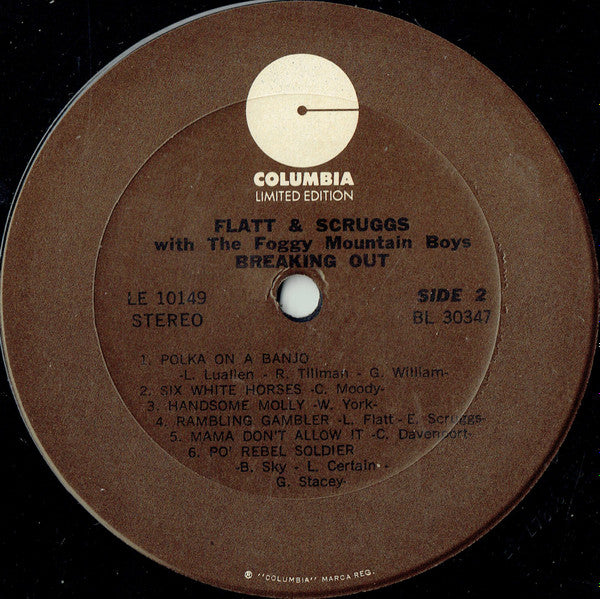 COLUMBIA
LIMITED EDITION
FLATT & SCRUGGS
with The Foggy Mountain Boys
BREAKING OUT
LE 10149 SIDE 2
STEREO BL 30347
1. POLKA ON A BANJO
-L. Luallen - R. Tillman - G. William-
2. SIX WHITE HORSES -C. Moody-
3. HANDSOME MOLLY -W. York-
4. RAMBLING GAMBLER -L. Flatt - E. Scruggs-
5. MAMA DON'T ALLOW IT -C. Davenport-
6. PO' REBEL SOLDIER
-B. Sky - L. Certain -
G. Stacey-
® "COLUMBIA" MARCA REG.